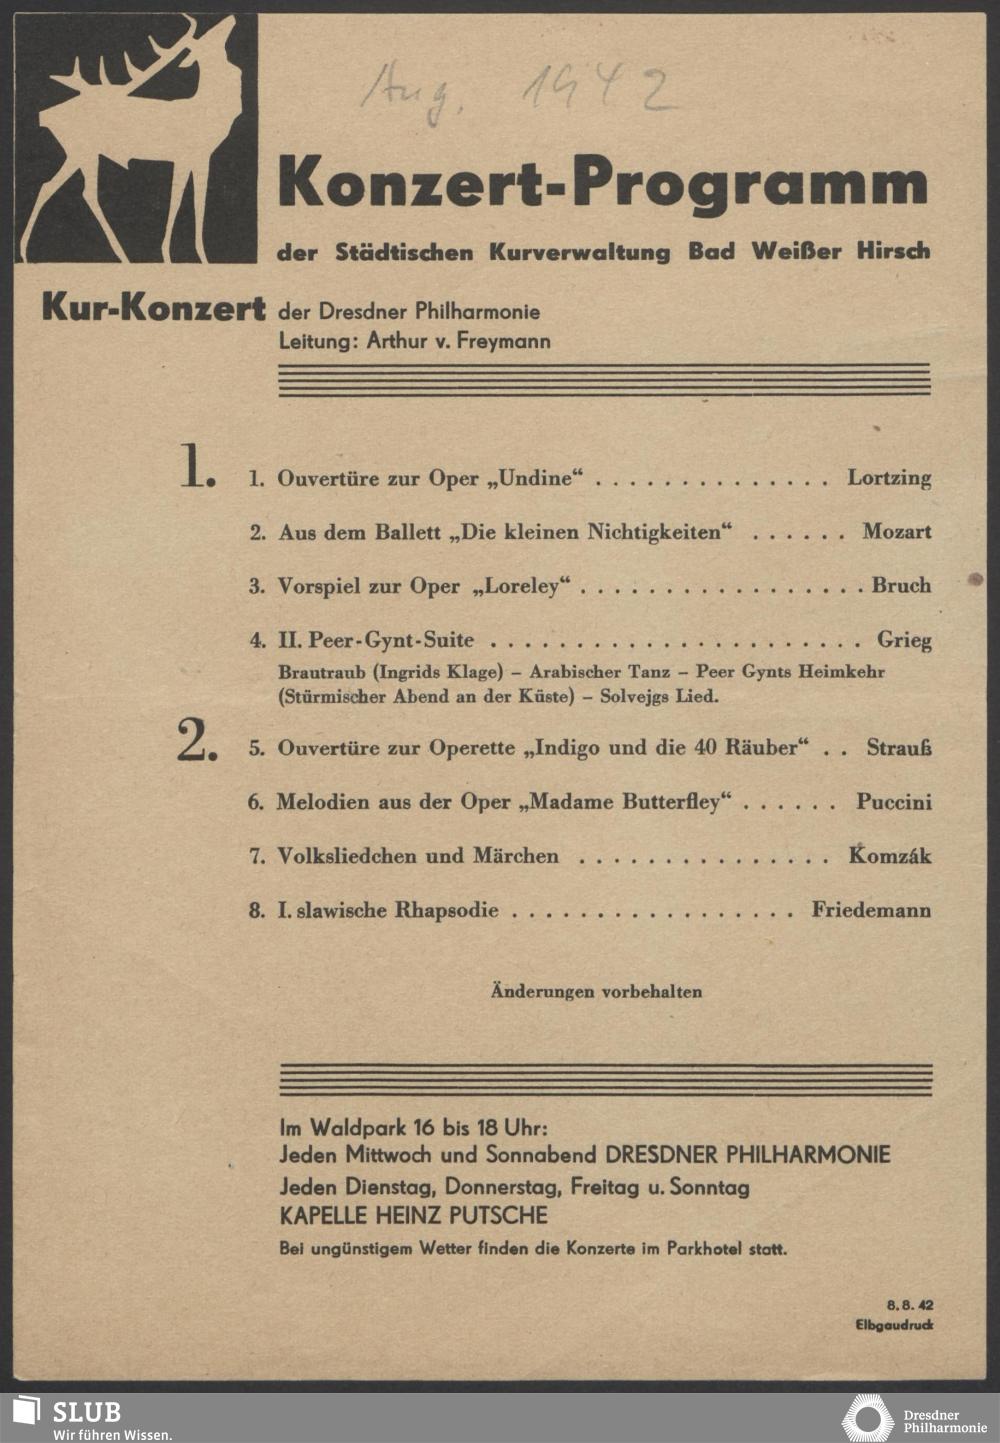 Aug. 1942
Konzert-Programm
der Städtischen Kurverwaltung Bad Weißer Hirsch
Kur-Konzert der Dresdner Philharmonie
Leitung: Arthur v. Freymann
1. 1. Ouvertüre zur Oper „Undine“ . . . . . . . . . . . . . . Lortzing
2. Aus dem Ballett „Die kleinen Nichtigkeiten“ . . . . . . Mozart
3. Vorspiel zur Oper „Loreley“ . . . . . . . . . . . . . . . . . Bruch
4. II. Peer-Gynt-Suite . . . . . . . . . . . . . . . . . . . . . . Grieg
Brautraub (Ingrids Klage) – Arabischer Tanz – Peer Gynts Heimkehr
(Stürmischer Abend an der Küste) – Solvejgs Lied.
2. 5. Ouvertüre zur Operette „Indigo und die 40 Räuber“ . . Strauß
6. Melodien aus der Oper „Madame Butterfley“ . . . . . . Puccini
7. Volksliedchen und Märchen . . . . . . . . . . . . . . . Komzák
8. I. slawische Rhapsodie . . . . . . . . . . . . . . . . . Friedemann
Änderungen vorbehalten
Im Waldpark 16 bis 18 Uhr:
Jeden Mittwoch und Sonnabend DRESDNER PHILHARMONIE
Jeden Dienstag, Donnerstag, Freitag u. Sonntag
KAPELLE HEINZ PUTSCHE
Bei ungünstigem Wetter finden die Konzerte im Parkhotel statt.
8. 8. 42
Elbgaudruck
SLUB
Wir führen Wissen.
Dresdner
Philharmonie